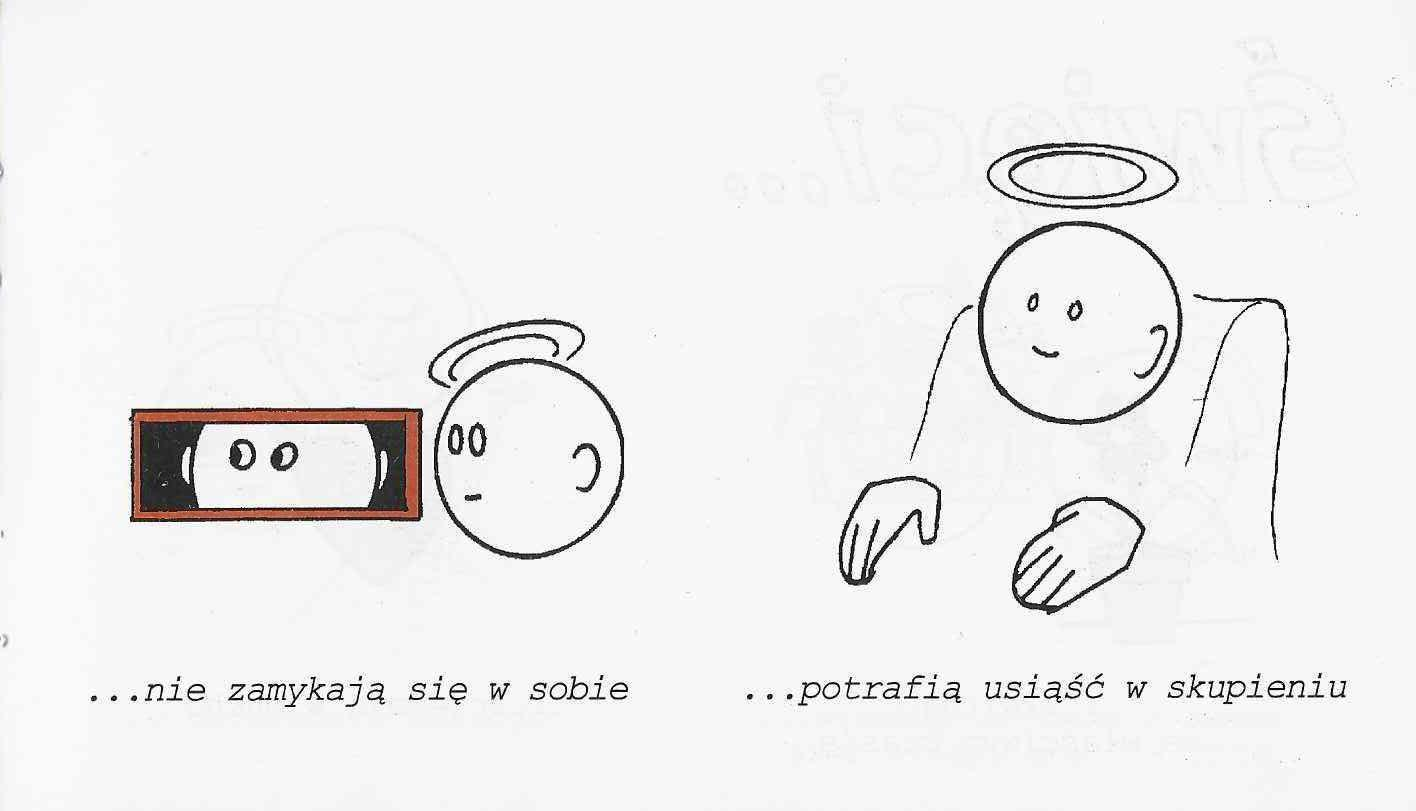 ...nie zamykają się w sobie
...potrafią usiąść w skupieniu